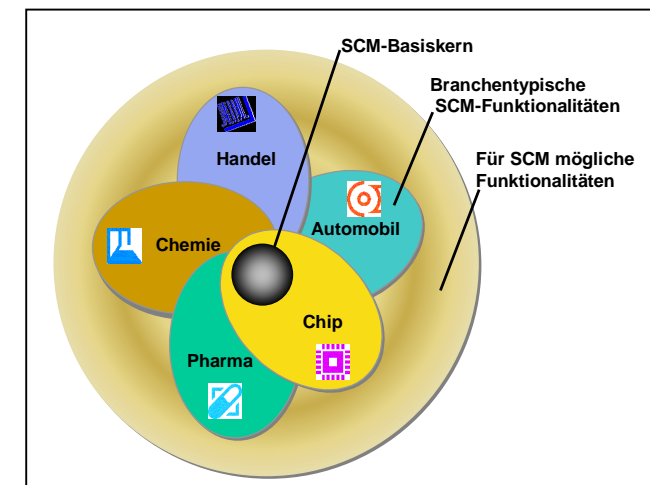 SCM-Basiskern
Branchentypische
SCM-Funktionalitäten
Für SCM mögliche
Funktionalitäten
Handel
Automobil
Chemie
Chip
Pharma